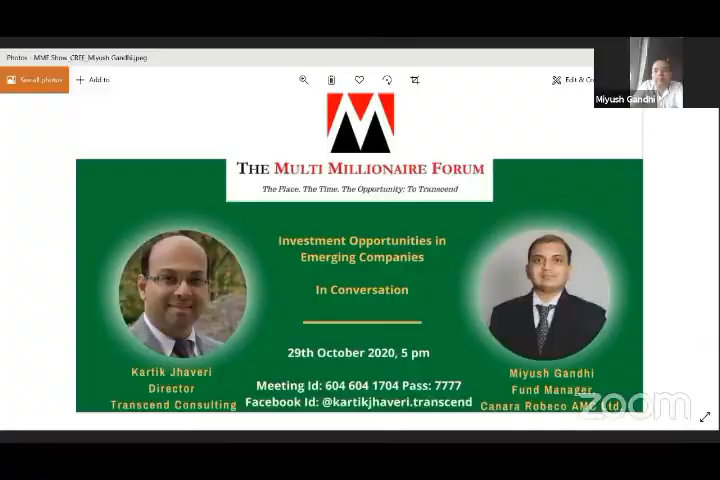 Photos - MMF Show_CREE_Miyush Gandhi.jpeg
See all photos
Add to
Edit & Cr
Miyush Gandhi
THE MULTI MILLIONAIRE FORUM
The Place. The Time. The Opportunity: To Transcend
Investment Opportunities in
Emerging Companies
In Conversation
29th October 2020, 5 pm
Meeting Id: 604 604 1704 Pass: 7777
Facebook Id: @kartikjhaveri.transcend
Kartik Jhaveri
Director
Transcend Consulting
Miyush Gandhi
Fund Manager
Canara Robeco AMC Ltd.
zoom